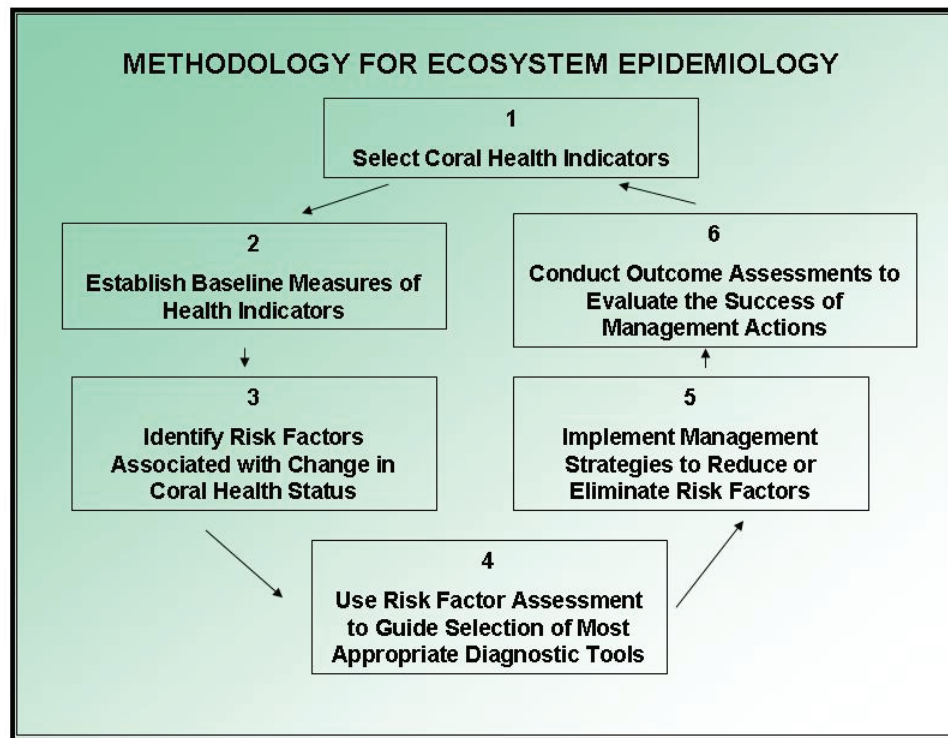 METHODOLOGY FOR ECOSYSTEM EPIDEMIOLOGY
1
Select Coral Health Indicators
2
Establish Baseline Measures of
Health Indicators
3
Identify Risk Factors
Associated with Change in
Coral Health Status
4
Use Risk Factor Assessment
to Guide Selection of Most
Appropriate Diagnostic Tools
5
Implement Management
Strategies to Reduce or
Eliminate Risk Factors
6
Conduct Outcome Assessments to
Evaluate the Success of
Management Actions